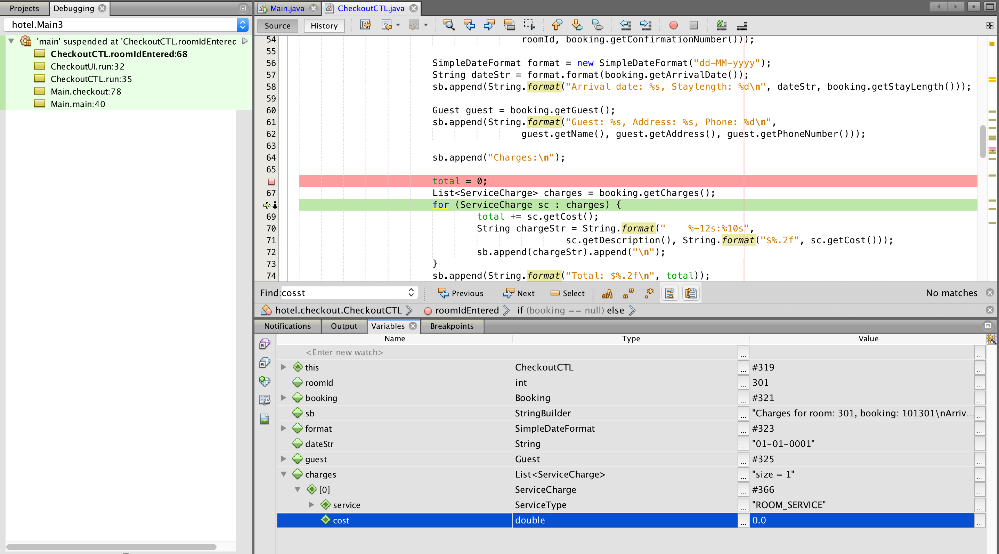 Projects
Debugging
hotel.Main3
'main' suspended at 'CheckoutCTL.roomIdEntered
CheckoutCTL.roomIdEntered:68
CheckoutUI.run:32
CheckoutCTL.run:35
Main.checkout:78
Main.main:40
Main.java
CheckoutCTL.java
Source
History
54 roomId, booking.getConfirmationNumber()));
55
56 SimpleDateFormat format = new SimpleDateFormat("dd-MM-yyyy");
57 String dateStr = format.format(booking.getArrivalDate());
58 sb.append(String.format("Arrival date: %s, Staylength: %d\n", dateStr, booking.getStayLength()));
59
60 Guest guest = booking.getGuest();
61 sb.append(String.format("Guest: %s, Address: %s, Phone: %d\n",
62 guest.getName(), guest.getAddress(), guest.getPhoneNumber()));
63
64 sb.append("Charges:\n");
65
total = 0;
67 List<ServiceCharge> charges = booking.getCharges();
for (ServiceCharge sc : charges) {
69 total += sc.getCost();
70 String chargeStr = String.format("    %-12s:%10s",
71 sc.getDescription(), String.format("$%.2f", sc.getCost()));
72 sb.append(chargeStr).append("\n");
73 }
74 sb.append(String.format("Total: $%.2f\n", total));
Find: cosst Previous Next Select aA No matches
hotel.checkout.CheckoutCTL roomIdEntered if (booking == null) else
Notifications Output Variables Breakpoints
Name Type Value
<Enter new watch> ... ...
this CheckoutCTL ... #319 ...
roomId int ... 301 ...
booking Booking ... #321 ...
sb StringBuilder ... "Charges for room: 301, booking: 101301\nArriv... ...
format SimpleDateFormat ... #323 ...
dateStr String ... "01-01-0001" ...
guest Guest ... #325 ...
charges List<ServiceCharge> ... "size = 1" ...
[0] ServiceCharge ... #366 ...
service ServiceType ... "ROOM_SERVICE" ...
cost double ... 0.0 ...